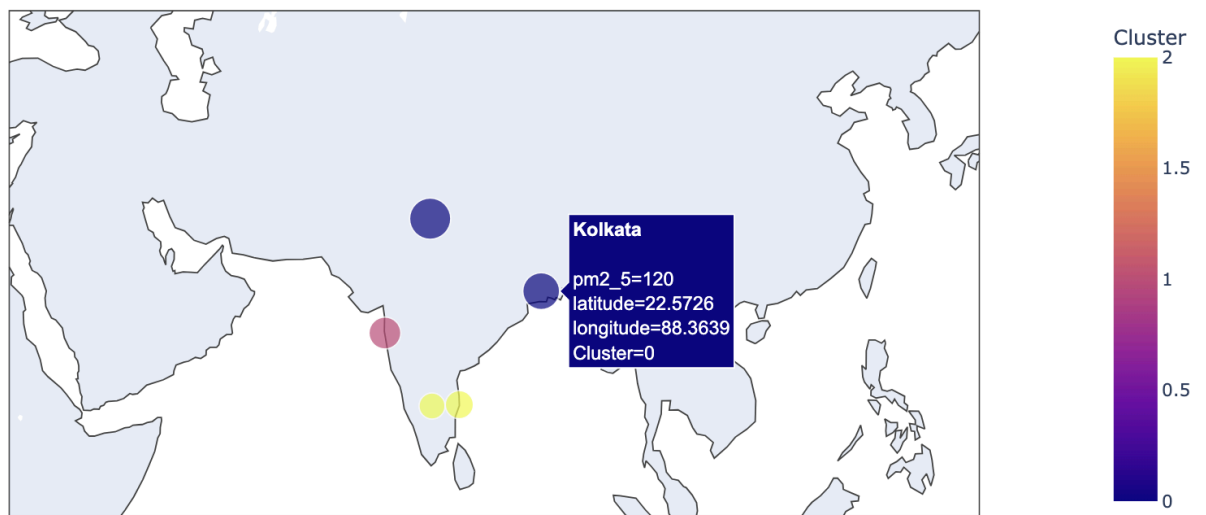 Cluster
2
1.5
1
0.5
0
Kolkata
pm2_5=120
latitude=22.5726
longitude=88.3639
Cluster=0